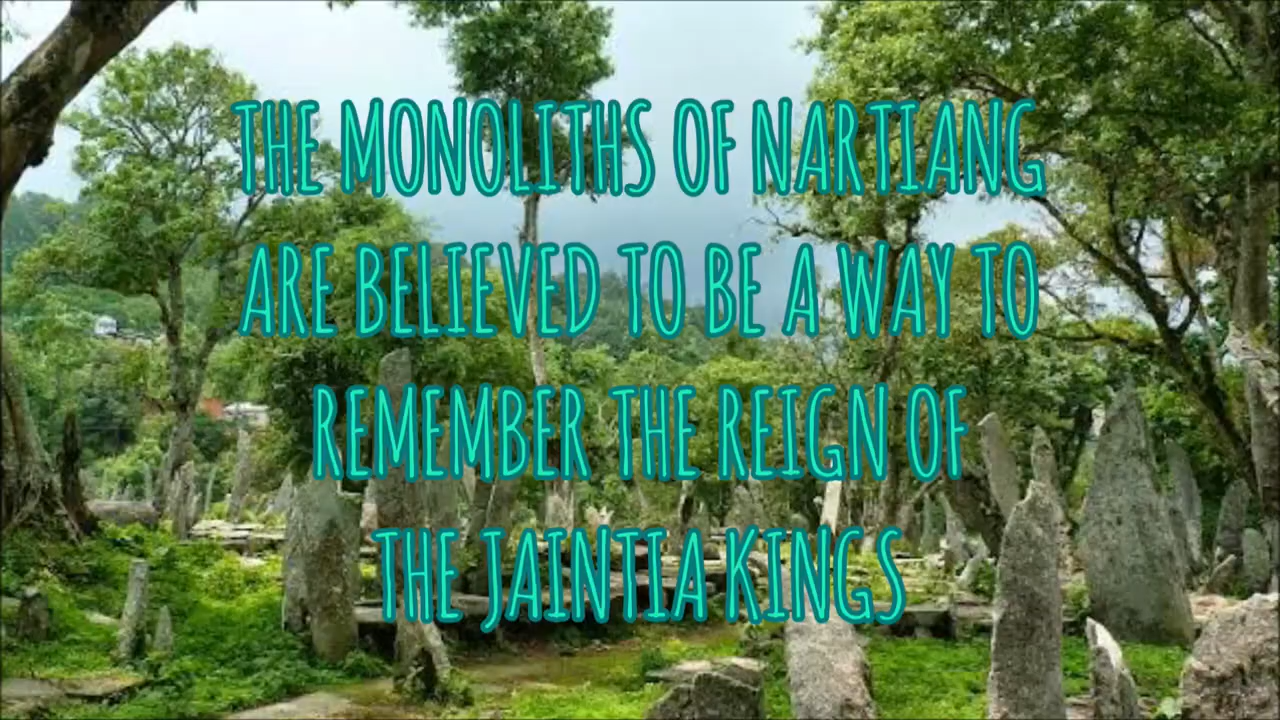 THE MONOLITHS OF NARTIANG
ARE BELIEVED TO BE A WAY TO
REMEMBER THE REIGN OF
THE JAINTIA KINGS